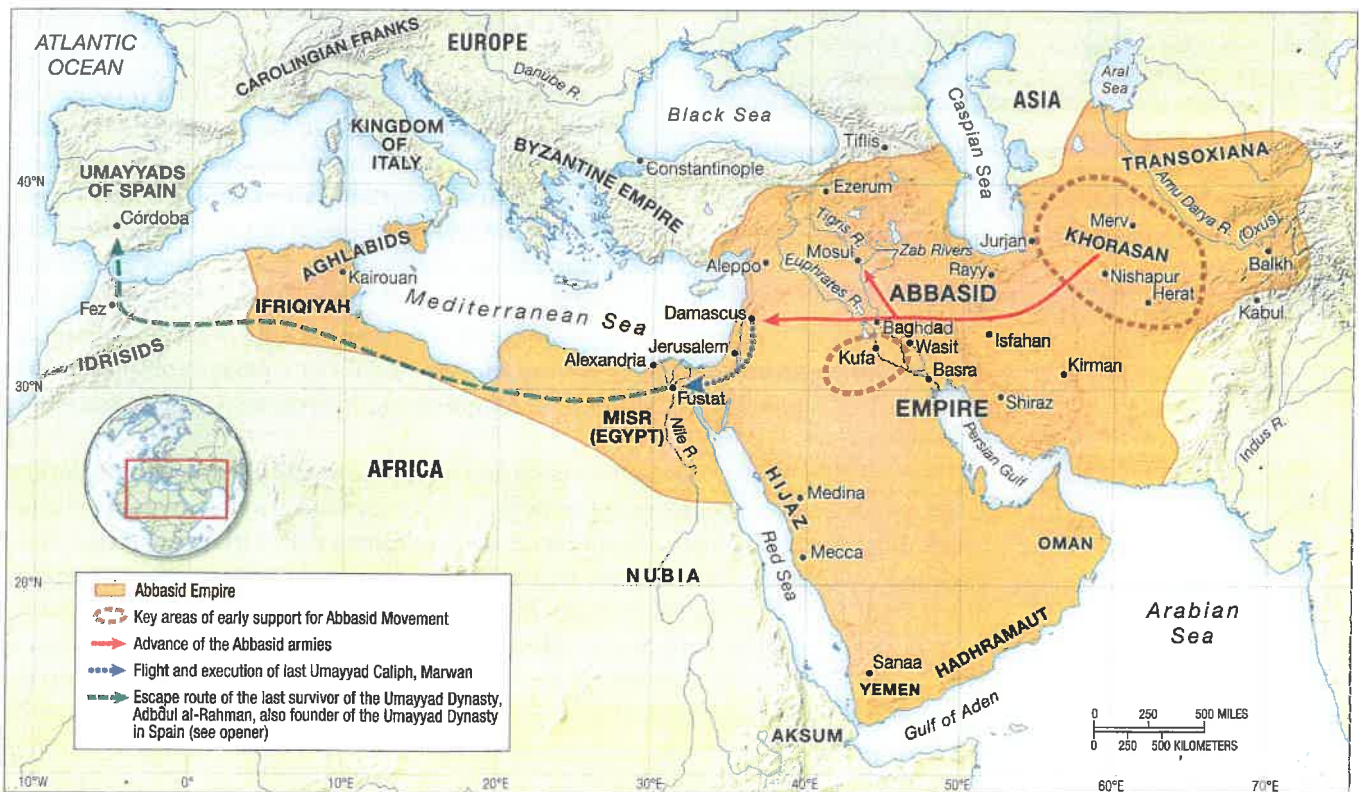 ATLANTIC
OCEAN
CAROLINGIAN FRANKS
EUROPE
Danube R.
Black Sea
Caspian Sea
ASIA
Aral
Sea
KINGDOM
OF
ITALY
BYZANTINE EMPIRE
Constantinople
Tiflis
TRANSOXIANA
UMAYYADS
OF SPAIN
40°N
Córdoba
Ezerum
Tigris R.
Mosul
Zab Rivers
Jurjan
Merv
Amu Darya R.
(Oxus)
KHORASAN
AGHLABIDS
Kairouan
Aleppo
Euphrates R.
Rayy
Nishapur
Balkh
Herat
ABBASID
Kabul
Fez
IFRIQIYAH
Mediterranean Sea
Damascus
Baghdad
Wasit
Isfahan
IDRISIDS
Jerusalem
Alexandria
Kufa
Basra
Kirman
30°N
Fustat
EMPIRE
Shiraz
MISR
(EGYPT)
Nile R.
Persian Gulf
Indus R.
AFRICA
HIJAZ
Medina
Red Sea
Mecca
OMAN
20°N
NUBIA
Arabian
Sea
HADHRAMAUT
Sanaa
YEMEN
Gulf of Aden
AKSUM
Abbasid Empire
Key areas of early support for Abbasid Movement
Advance of the Abbasid armies
Flight and execution of last Umayyad Caliph, Marwan
Escape route of the last survivor of the Umayyad Dynasty,
Adbdul al-Rahman, also founder of the Umayyad Dynasty
in Spain (see opener)
0 250 500 MILES
0 250 500 KILOMETERS
10°W 0° 10°E 20°E 30°E 40°E 50°E 60°E 70°E